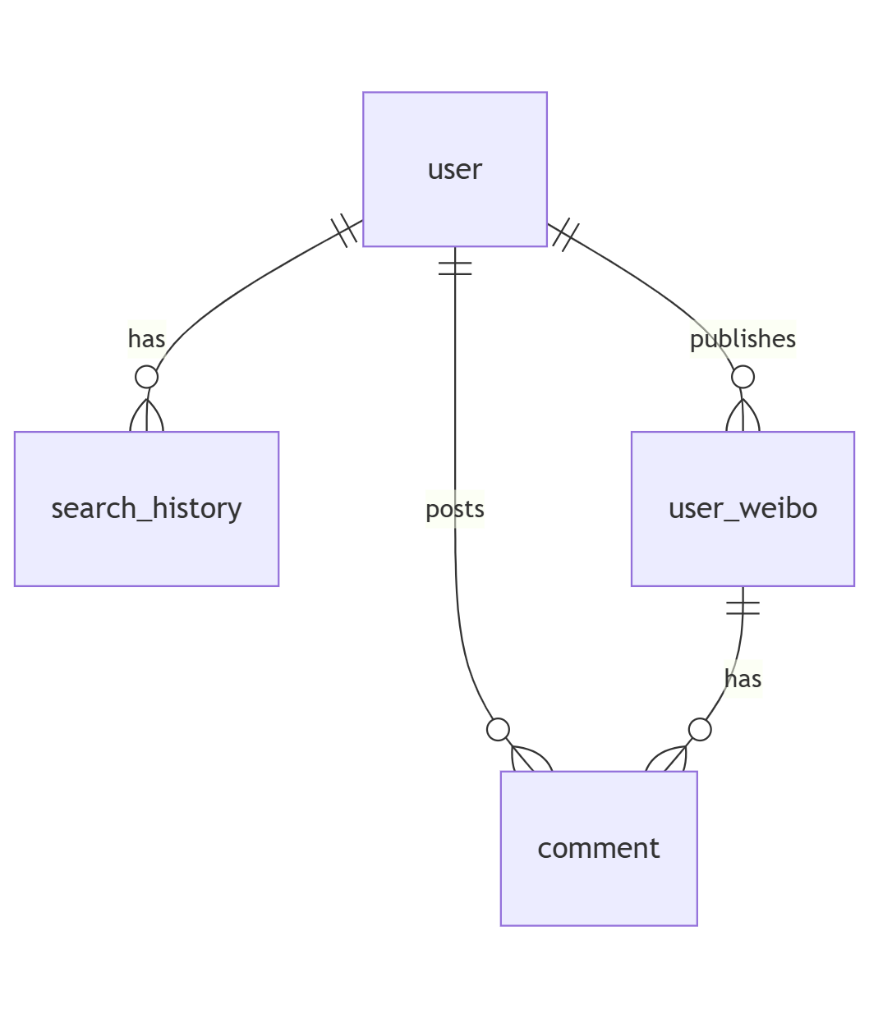 user
has
publishes
search_history
posts
user_weibo
has
comment